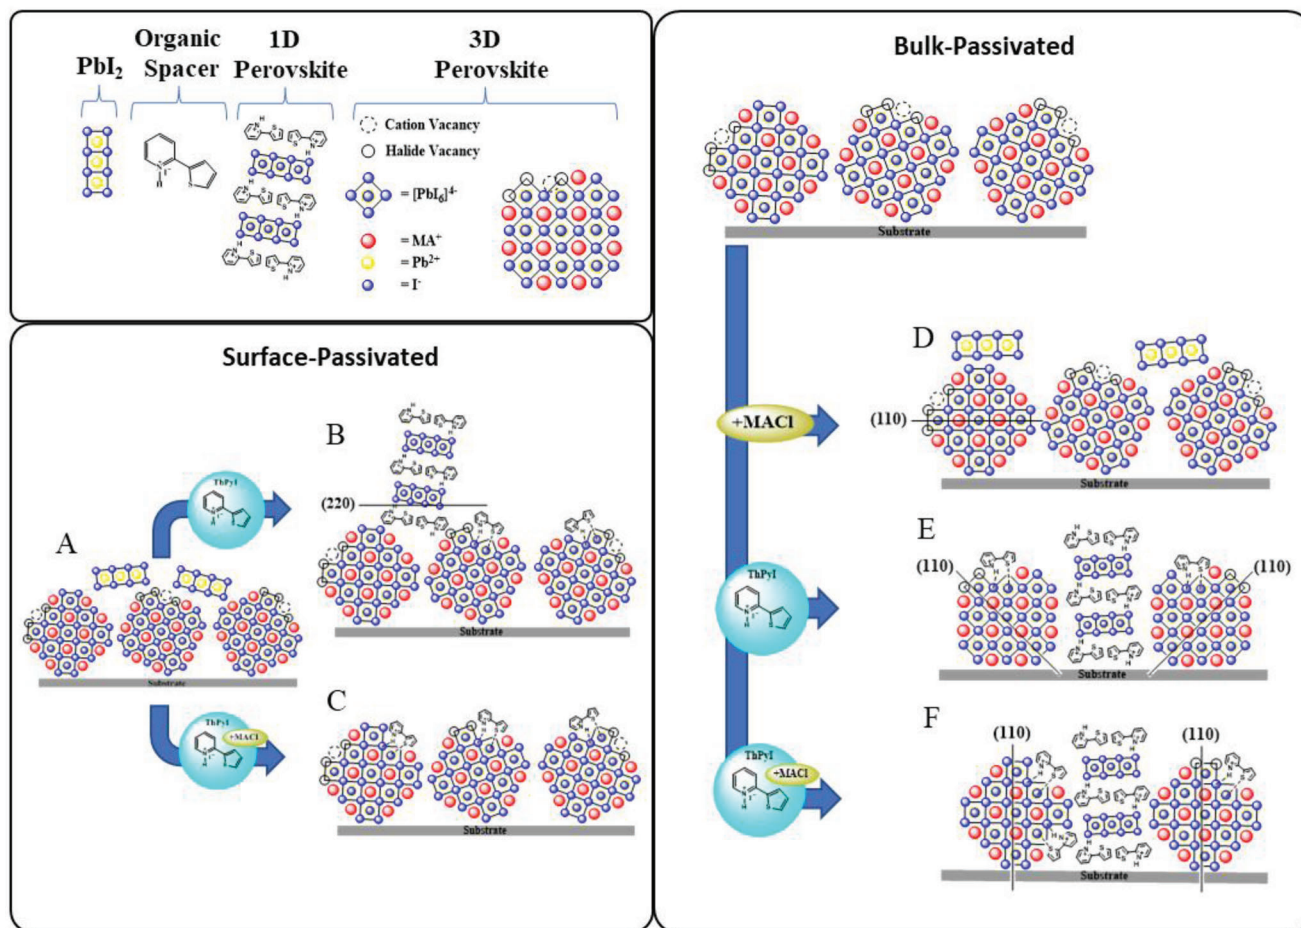 PbI2
Organic
Spacer
1D
Perovskite
3D
Perovskite
Cation Vacancy
Halide Vacancy
= [PbI6]4-
= MA+
= Pb2+
= I-
Surface-Passivated
A
Substrate
ThPyI
B
(220)
Substrate
ThPyI
+MACl
C
Substrate
Bulk-Passivated
Substrate
+MACl
D
(110)
Substrate
ThPyI
E
(110)
(110)
Substrate
ThPyI
+MACl
F
(110)
(110)
Substrate